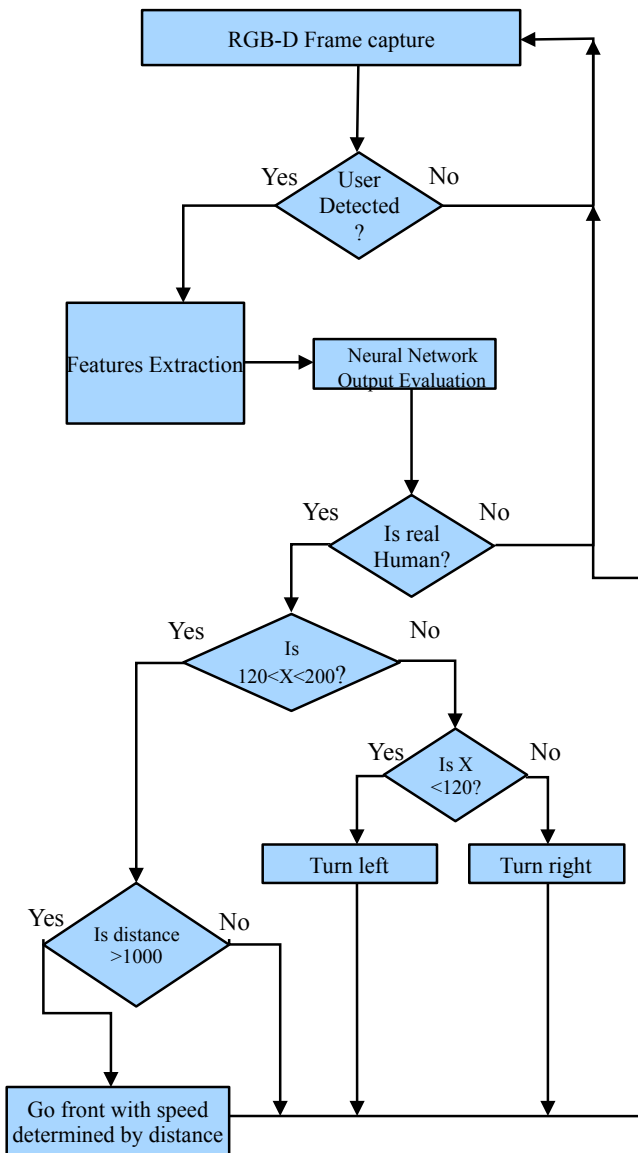 RGB-D Frame capture
Yes
User
Detected
?
No
Features Extraction
Neural Network
Output Evaluation
Yes
Is real
Human?
No
Yes
Is
120<X<200?
No
Yes
Is X
<120?
No
Turn left
Turn right
Yes
Is distance
>1000
No
Go front with speed
determined by distance